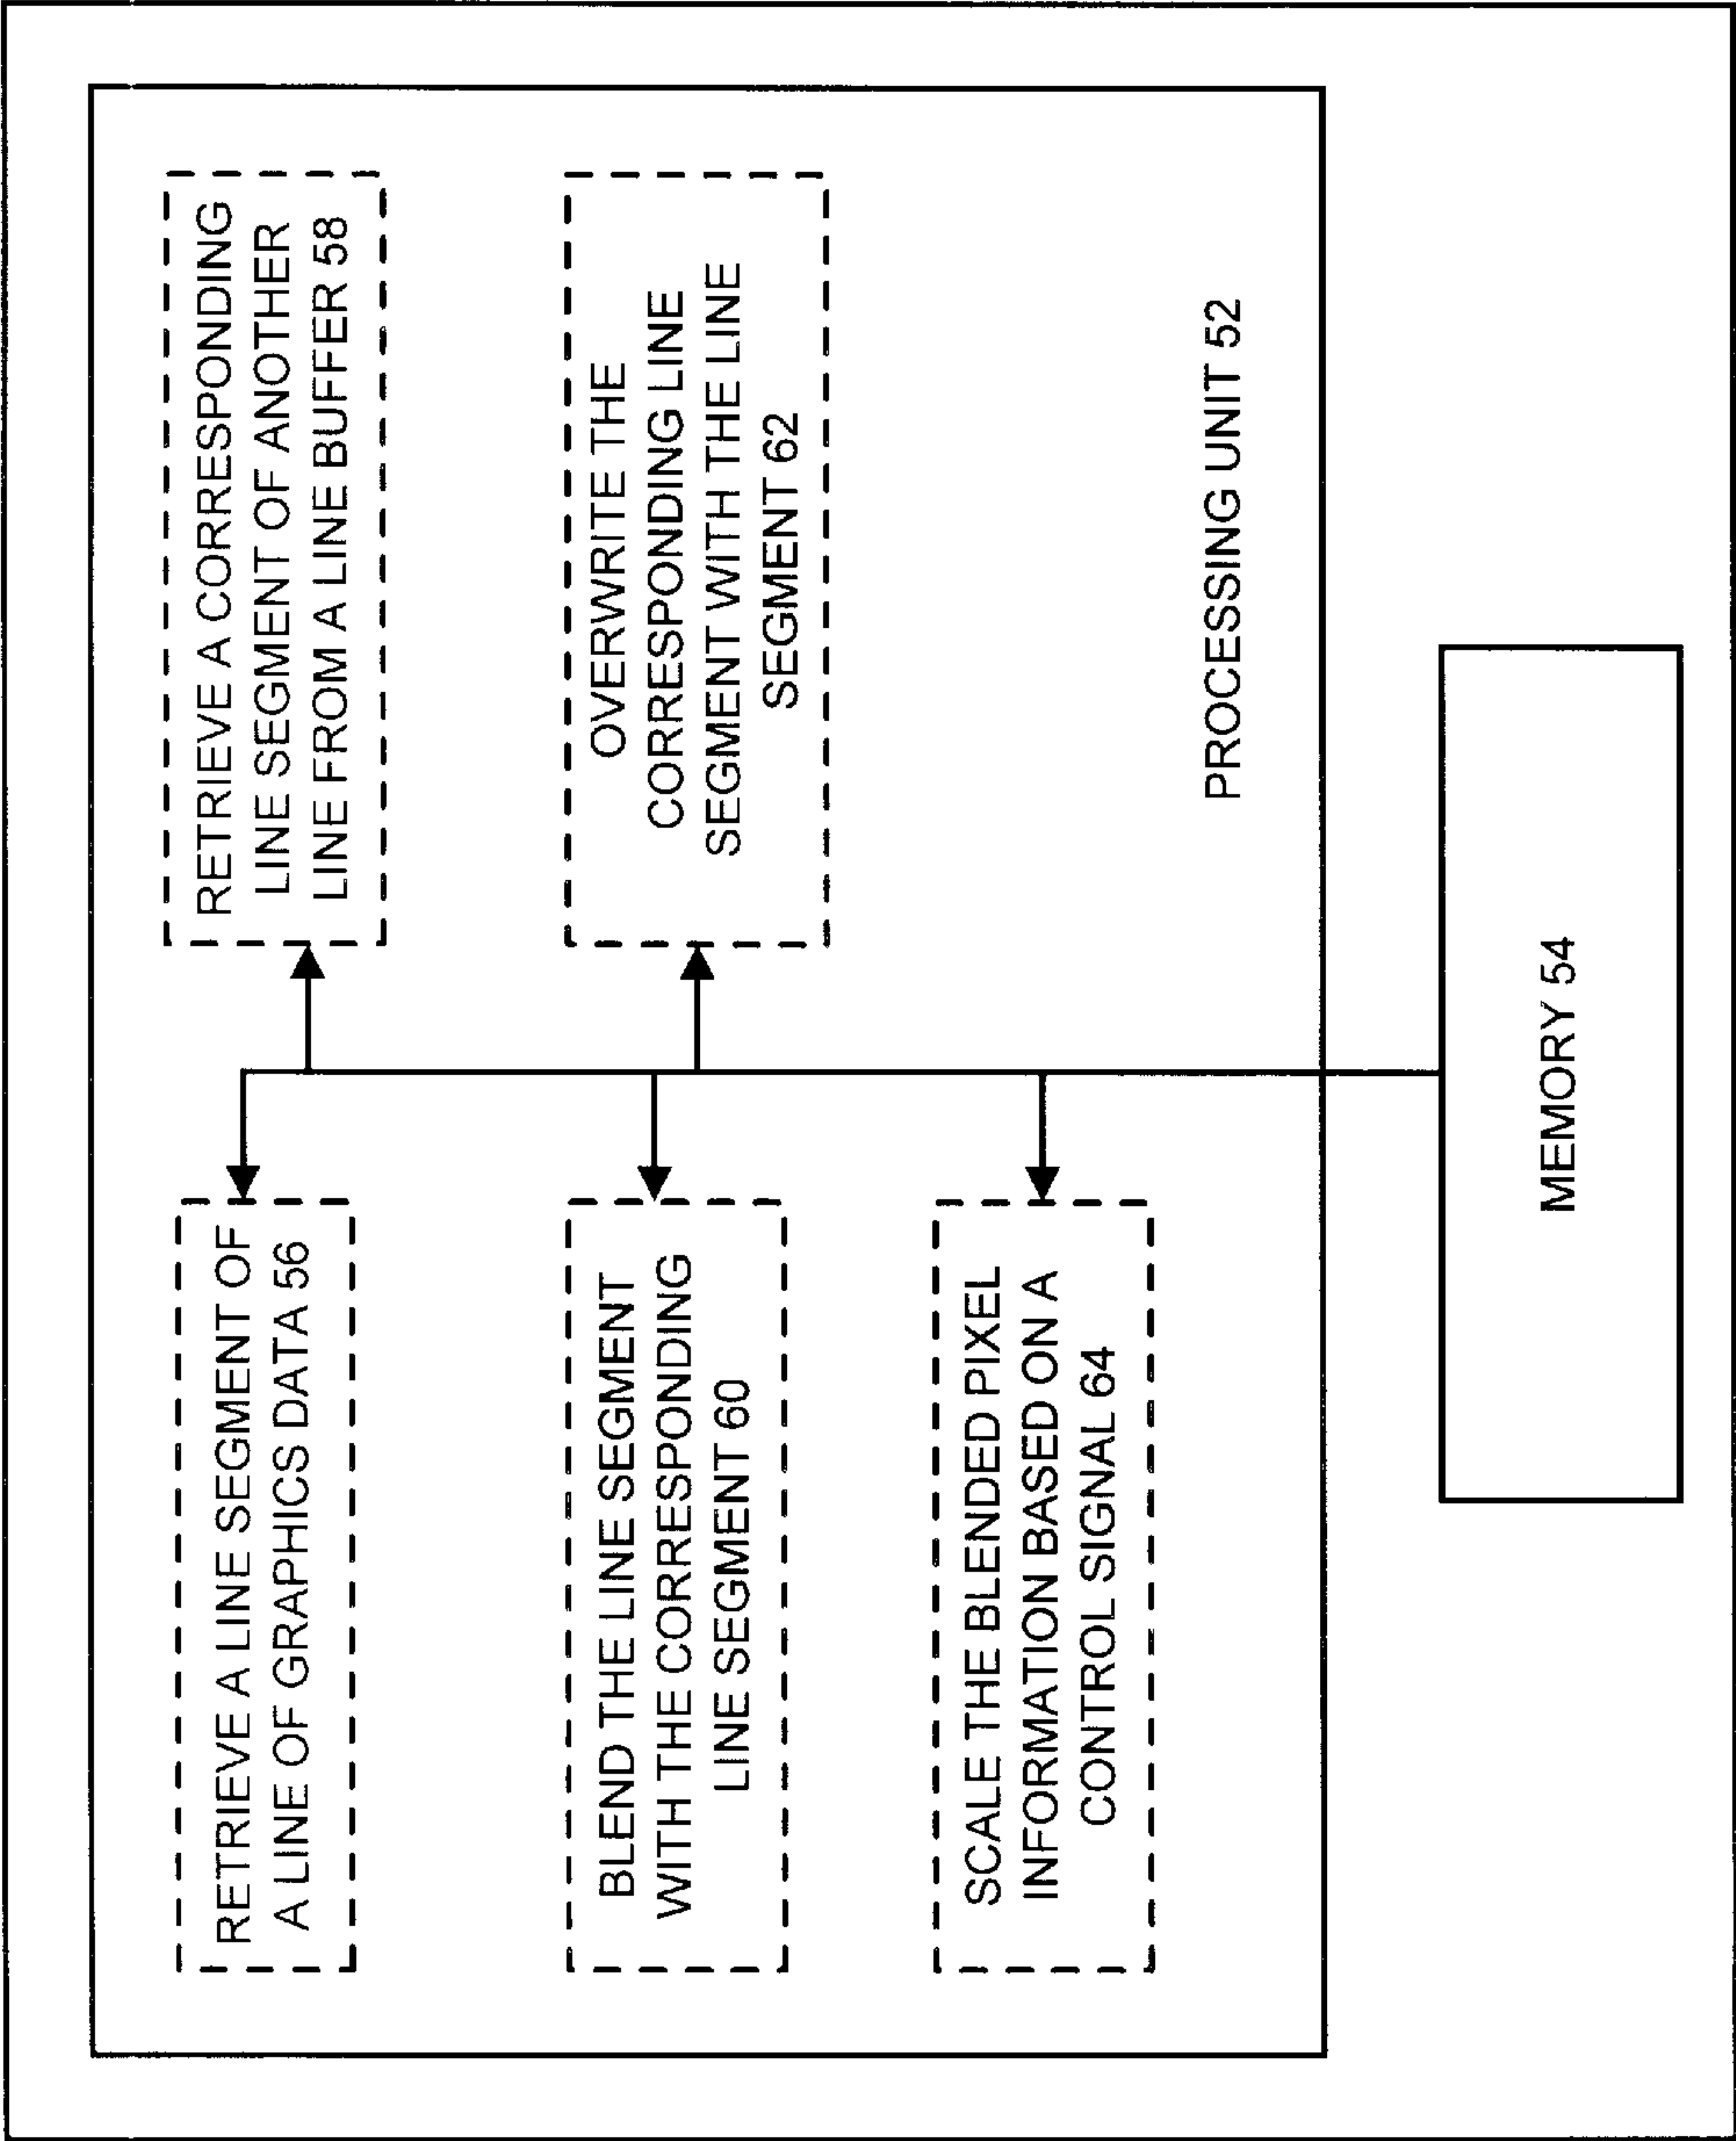 RETRIEVE A LINE SEGMENT OF
A LINE OF GRAPHICS DATA 56
RETRIEVE A CORRESPONDING
LINE SEGMENT OF ANOTHER
LINE FROM A LINE BUFFER 58
BLEND THE LINE SEGMENT
WITH THE CORRESPONDING
LINE SEGMENT 60
OVERWRITE THE
CORRESPONDING LINE
SEGMENT WITH THE LINE
SEGMENT 62
SCALE THE BLENDED PIXEL
INFORMATION BASED ON A
CONTROL SIGNAL 64
PROCESSING UNIT 52
MEMORY 54